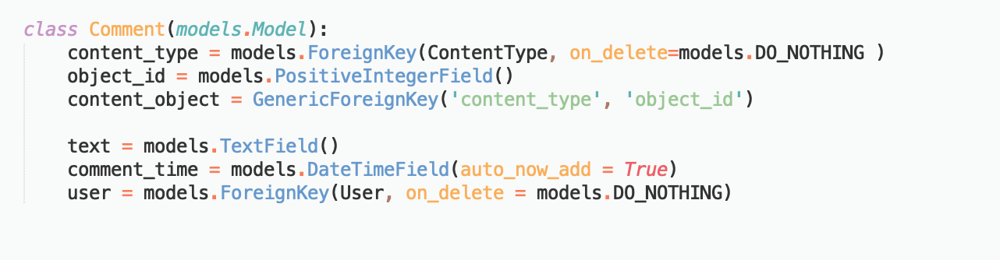 class Comment(models.Model):
    content_type = models.ForeignKey(ContentType, on_delete=models.DO_NOTHING )
    object_id = models.PositiveIntegerField()
    content_object = GenericForeignKey('content_type', 'object_id')
    text = models.TextField()
    comment_time = models.DateTimeField(auto_now_add = True)
    user = models.ForeignKey(User, on_delete = models.DO_NOTHING)